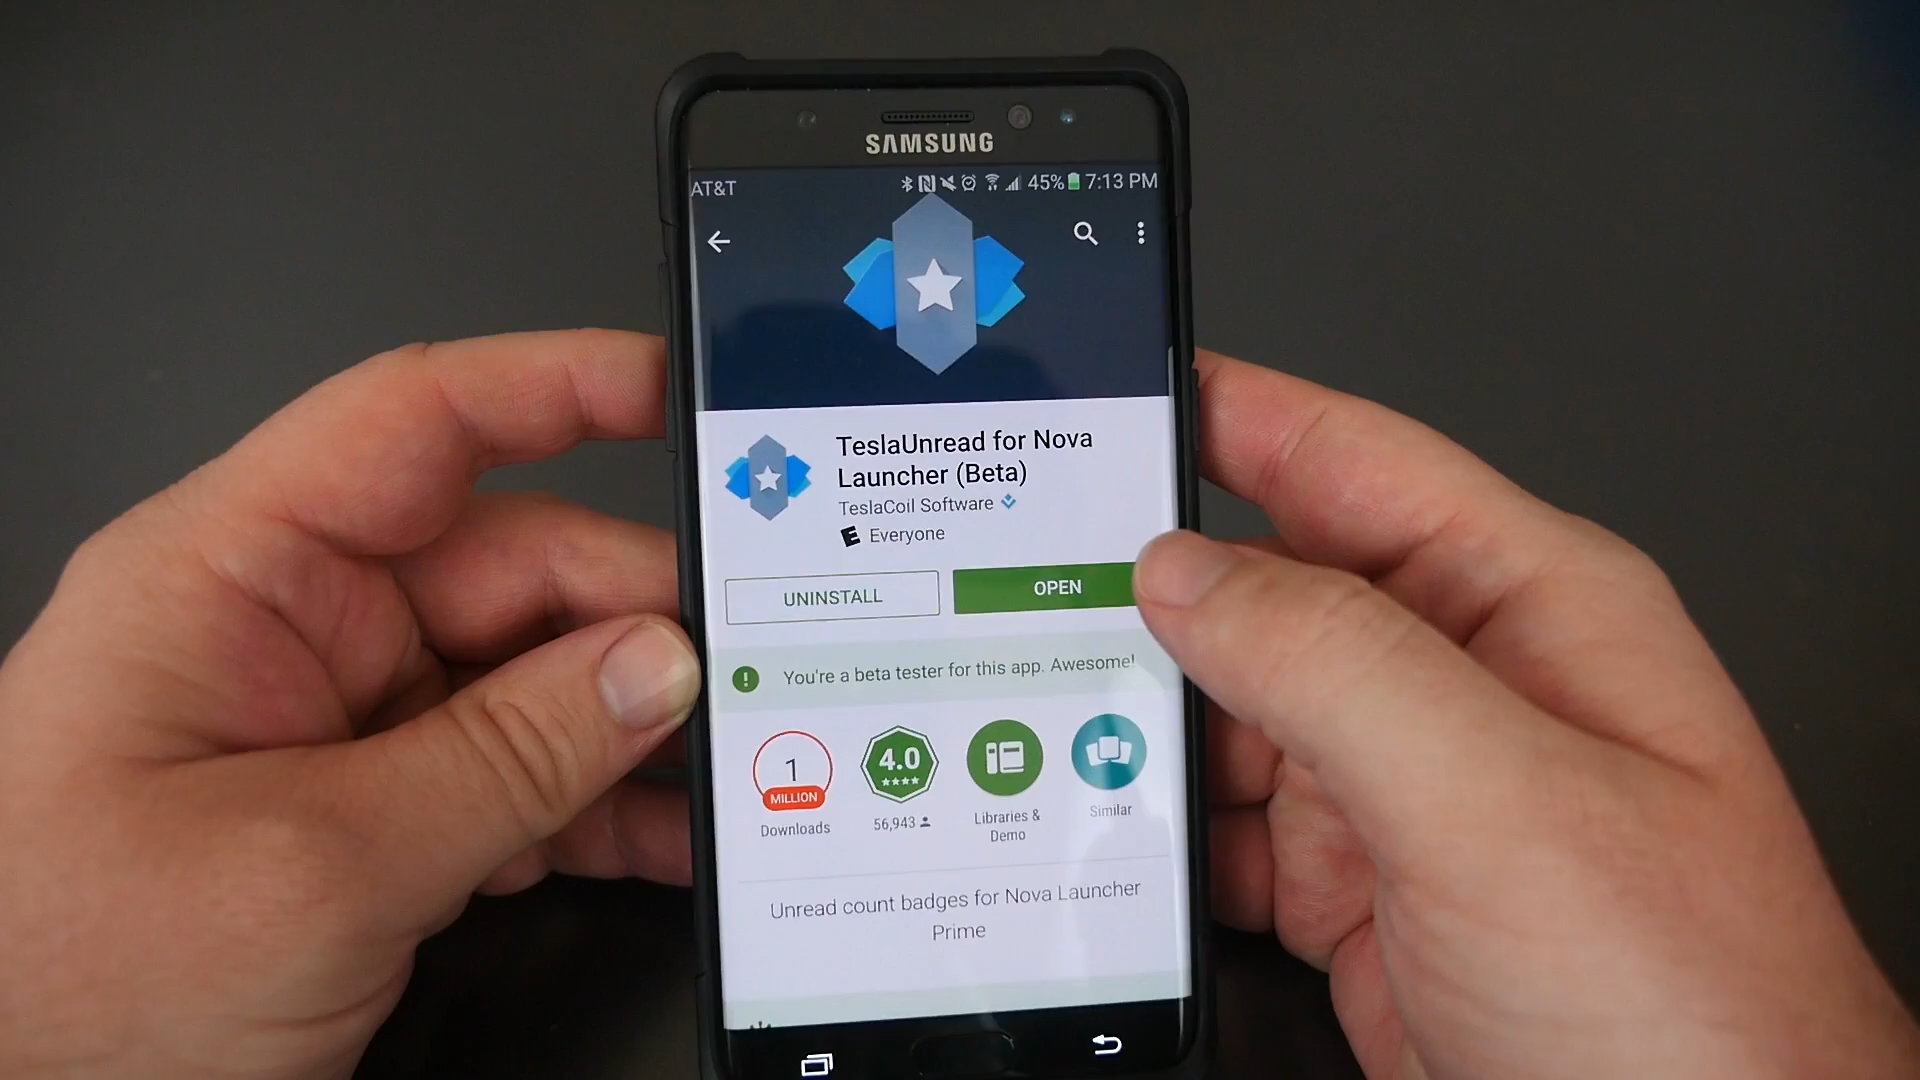 SAMSUNG
AT&T 45% 7:13 PM
TeslaUnread for Nova
Launcher (Beta)
TeslaCoil Software
E Everyone
UNINSTALL OPEN
! You're a beta tester for this app. Awesome!
1 4.0
MILLION
Downloads 56,943 Libraries & Similar
Demo
Unread count badges for Nova Launcher
Prime